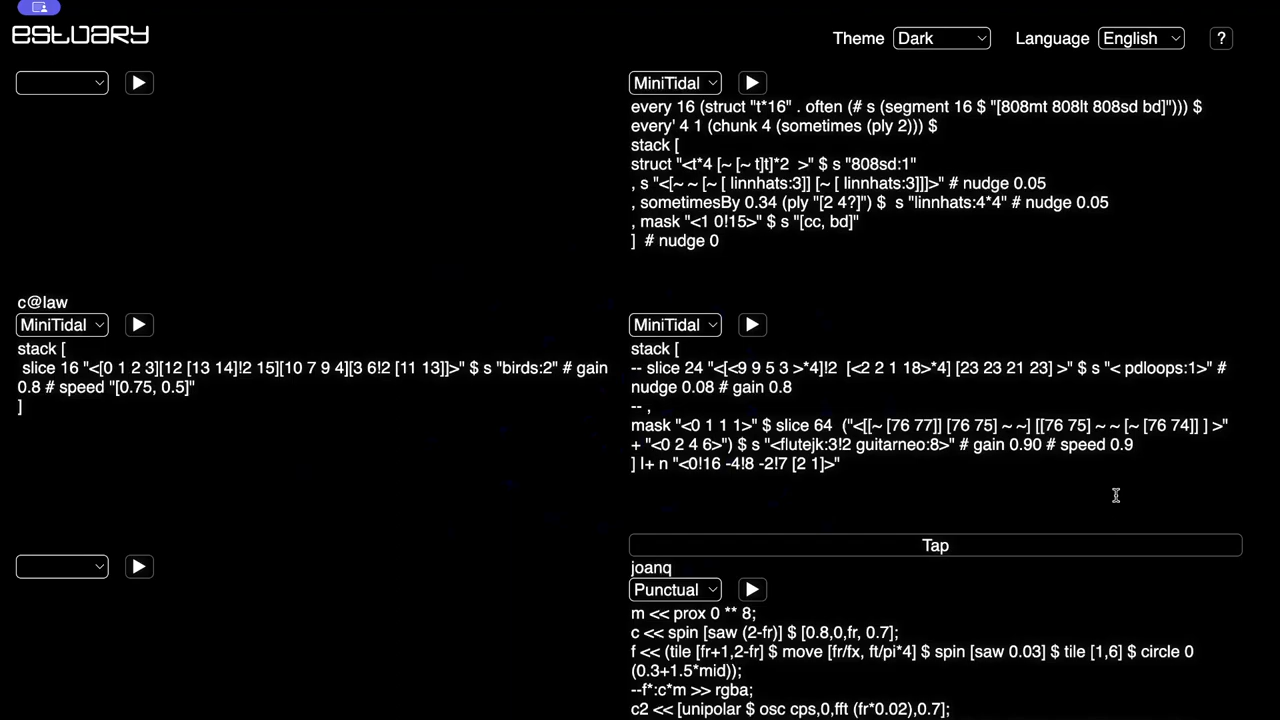 estuary
Theme Dark Language English ?
MiniTidal
every 16 (struct "t*16" . often (# s (segment 16 $ "[808mt 808lt 808sd bd]"))) $
every' 4 1 (chunk 4 (sometimes (ply 2))) $
stack [
struct "<t*4 [~ [~ t]t]*2  >" $ s "808sd:1"
, s "<[~ ~ [~ [ linnhats:3]] [~ [ linnhats:3]]]>" # nudge 0.05
, sometimesBy 0.34 (ply "[2 4?]") $  s "linnhats:4*4" # nudge 0.05
, mask "<1 0!15>" $ s "[cc, bd]"
]  # nudge 0
c@law
MiniTidal
stack [
slice 16 "<[0 1 2 3][12 [13 14]!2 15][10 7 9 4][3 6!2 [11 13]]>" $ s "birds:2" # gain
0.8 # speed "[0.75, 0.5]"
]
MiniTidal
stack [
-- slice 24 "<[<9 9 5 3 >*4]!2  [<2 2 1 18>*4] [23 23 21 23] >" $ s "< pdloops:1>" #
nudge 0.08 # gain 0.8
-- ,
mask "<0 1 1 1>" $ slice 64  ("<[[~ [76 77]] [76 75] ~ ~] [[76 75] ~ ~ [~ [76 74]] ] >"
+ "<0 2 4 6>") $ s "<flutejk:3!2 guitarneo:8>" # gain 0.90 # speed 0.9
] |+ n "<0!16 -4!8 -2!7 [2 1]>"
Tap
joanq
Punctual
m << prox 0 ** 8;
c << spin [saw (2-fr)] $ [0.8,0,fr, 0.7];
f << (tile [fr+1,2-fr] $ move [fr/fx, ft/pi*4] $ spin [saw 0.03] $ tile [1,6] $ circle 0
(0.3+1.5*mid));
--f*:c*m >> rgba;
c2 << [unipolar $ osc cps,0,fft (fr*0.02),0.7];